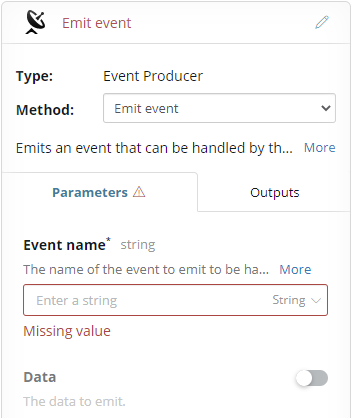 Emit event
Type: Event Producer
Method: Emit event
Emits an event that can be handled by th... More
Parameters Outputs
Event name* string
The name of the event to emit to be ha... More
Enter a string String
Missing value
Data
The data to emit.